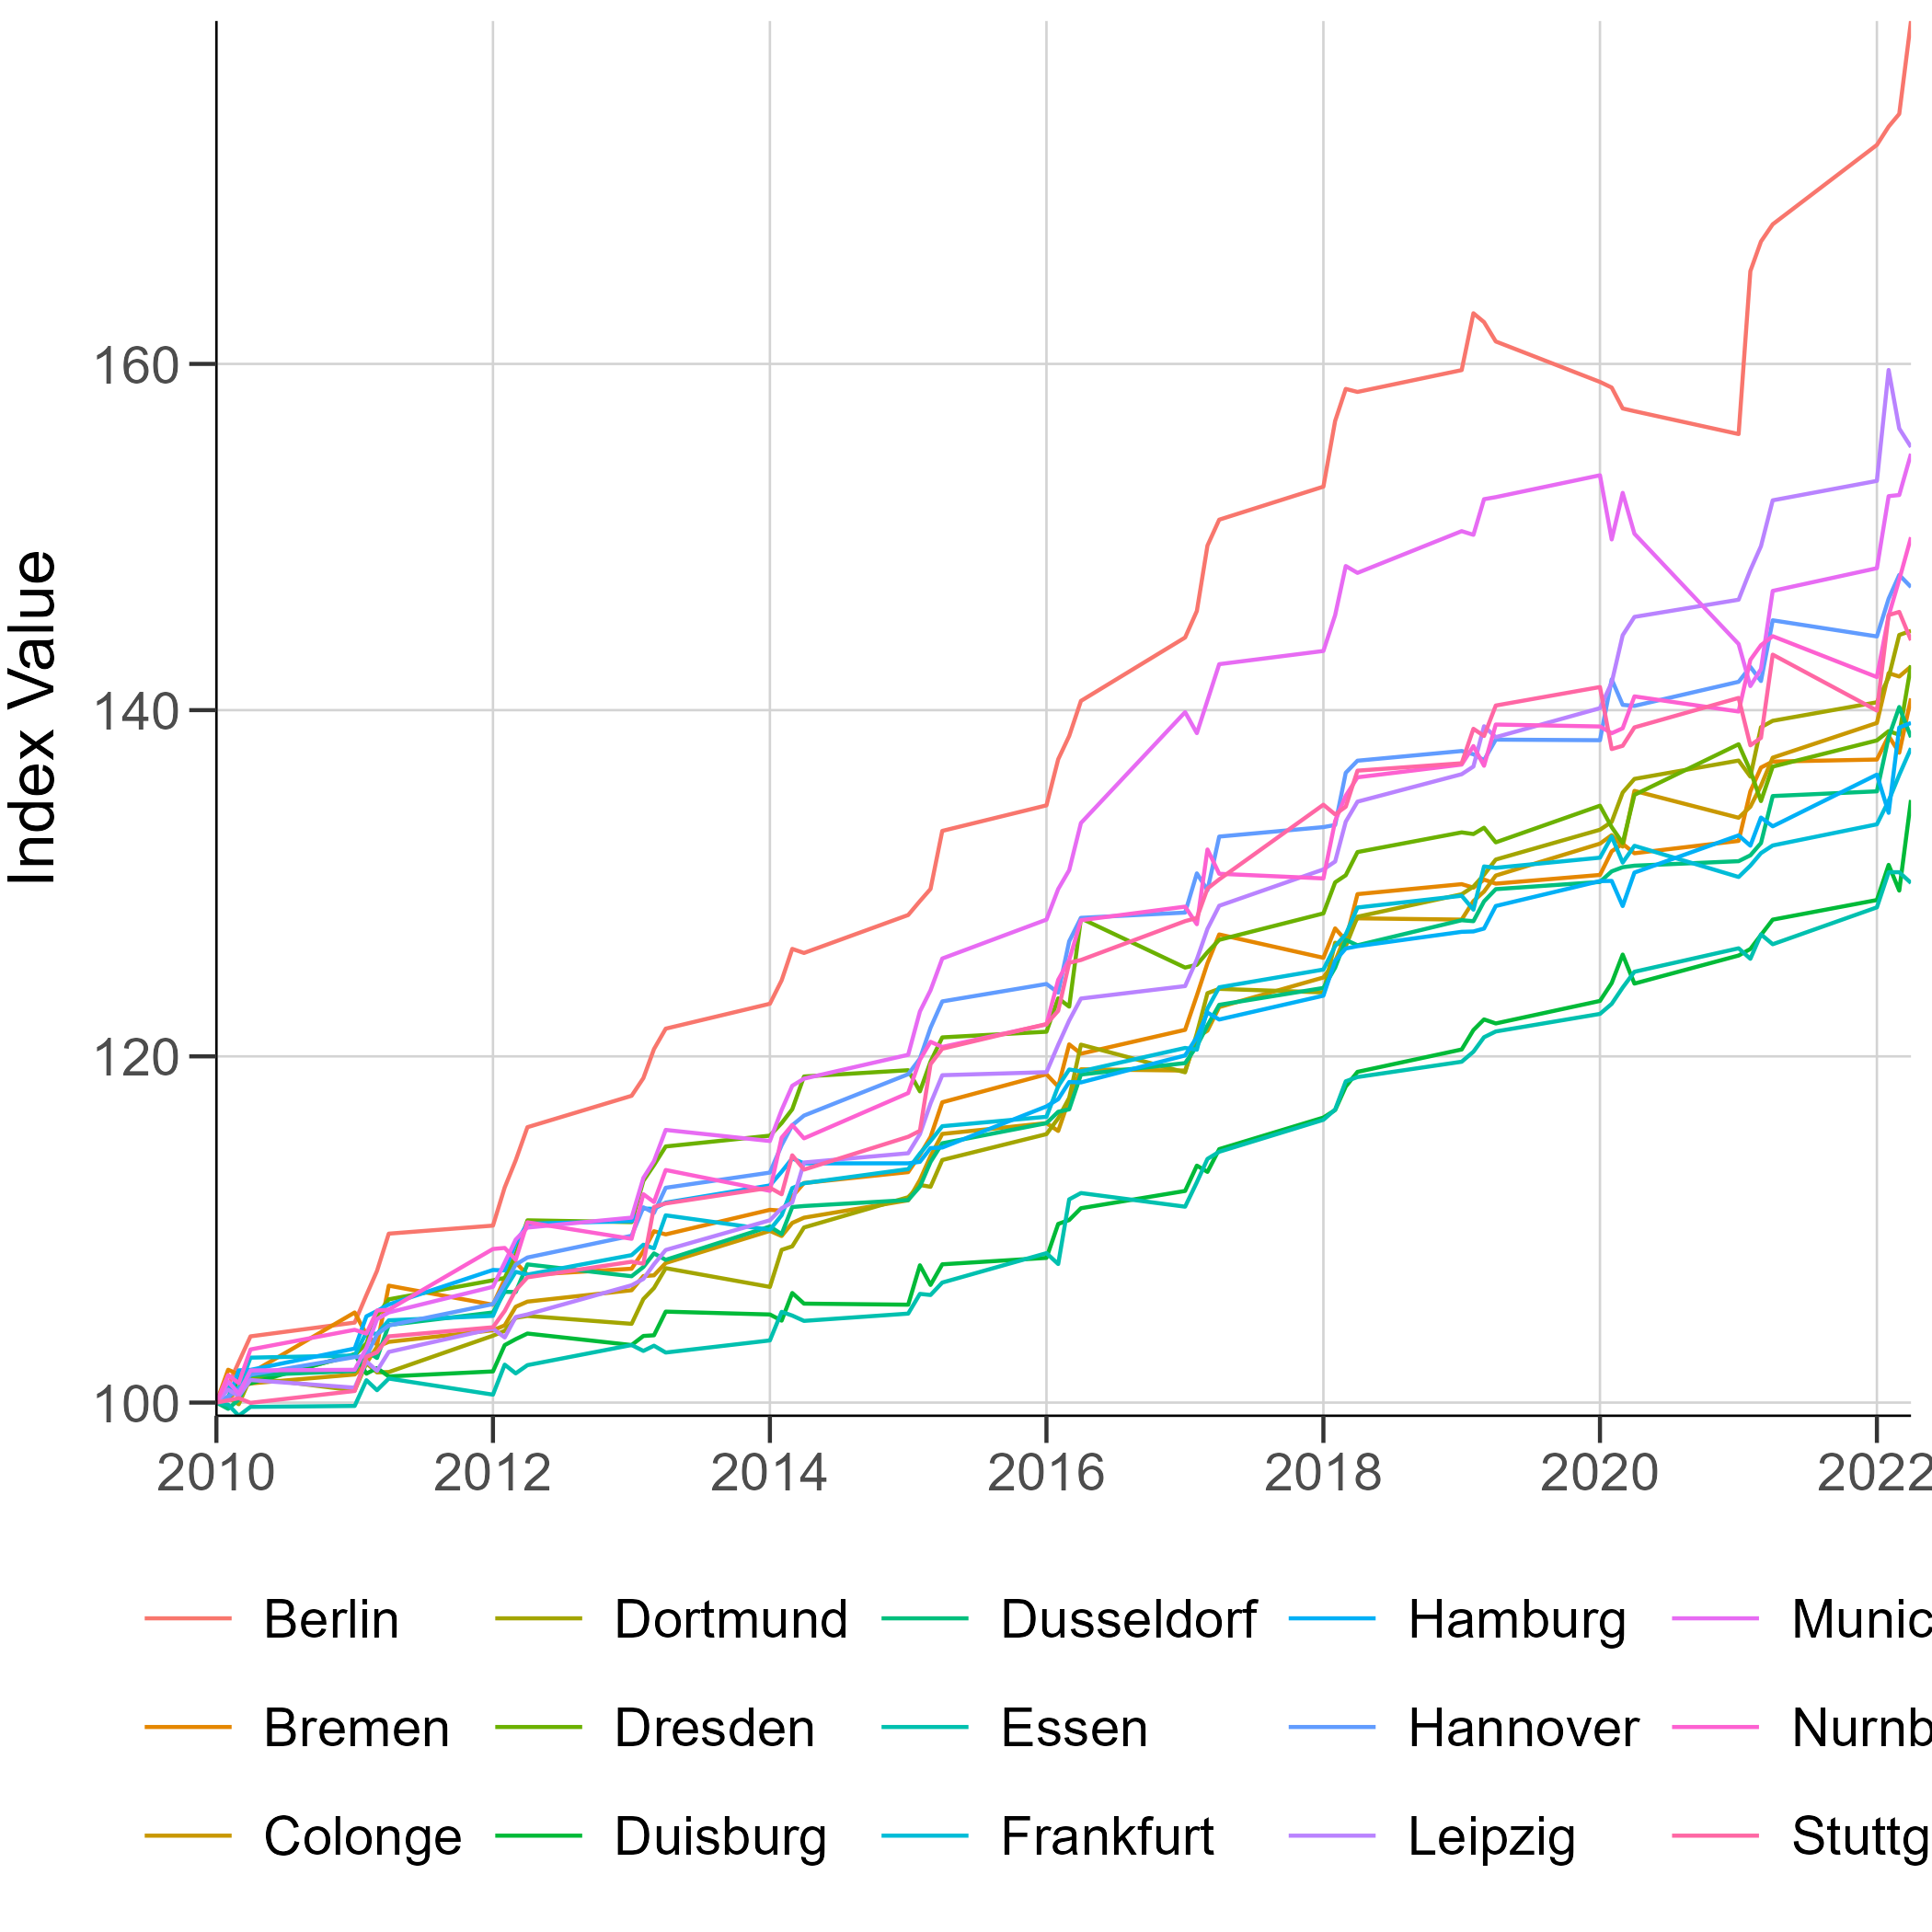 Index Value
160
140
120
100
2010 2012 2014 2016 2018 2020 2022
Berlin Dortmund Dusseldorf Hamburg Munic
Bremen Dresden Essen Hannover Nurnb
Colonge Duisburg Frankfurt Leipzig Stuttg